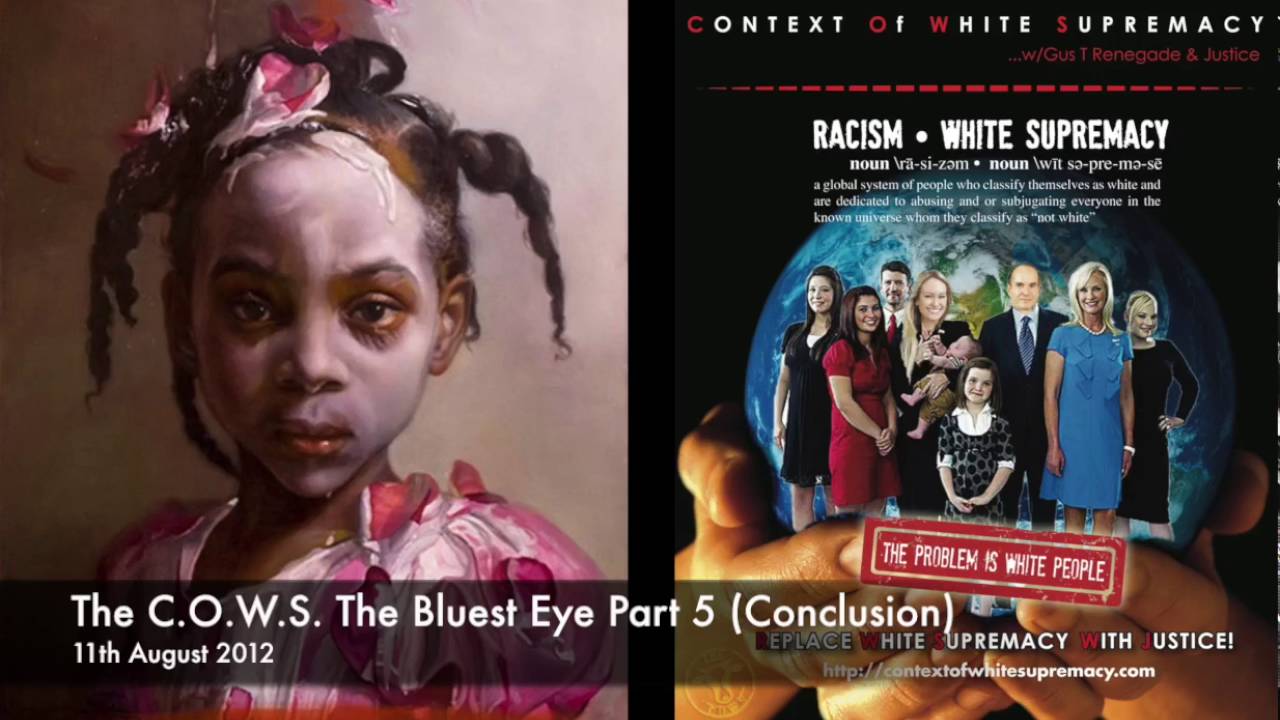 CONTEXT Of WHITE SUPREMACY
...w/Gus T Renegade & Justice
RACISM • WHITE SUPREMACY
noun \rā-si-zəm • noun \wīt sə-pre-mə-sē
a global system of people who classify themselves as white and
are dedicated to abusing and or subjugating everyone in the
known universe whom they classify as “not white”
THE PROBLEM IS WHITE PEOPLE
The C.O.W.S. The Bluest Eye Part 5 (Conclusion)
11th August 2012
REPLACE WHITE SUPREMACY WITH JUSTICE!
http://contextofwhitesupremacy.com